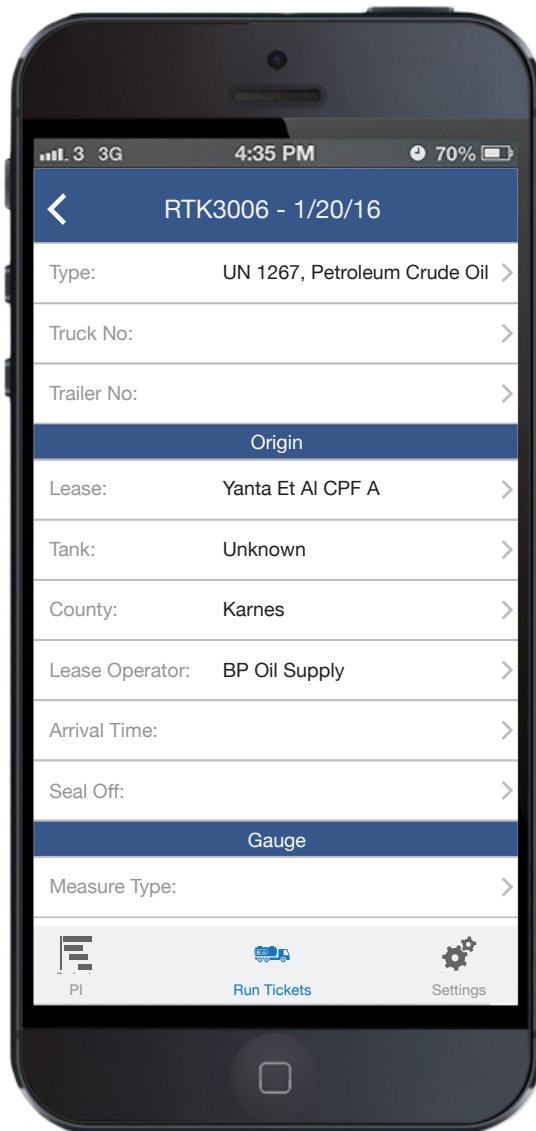 3 3G 4:35 PM 70%
RTK3006 - 1/20/16
Type: UN 1267, Petroleum Crude Oil
Truck No:
Trailer No:
Origin
Lease: Yanta Et Al CPF A
Tank: Unknown
County: Karnes
Lease Operator: BP Oil Supply
Arrival Time:
Seal Off:
Gauge
Measure Type:
PI Run Tickets Settings